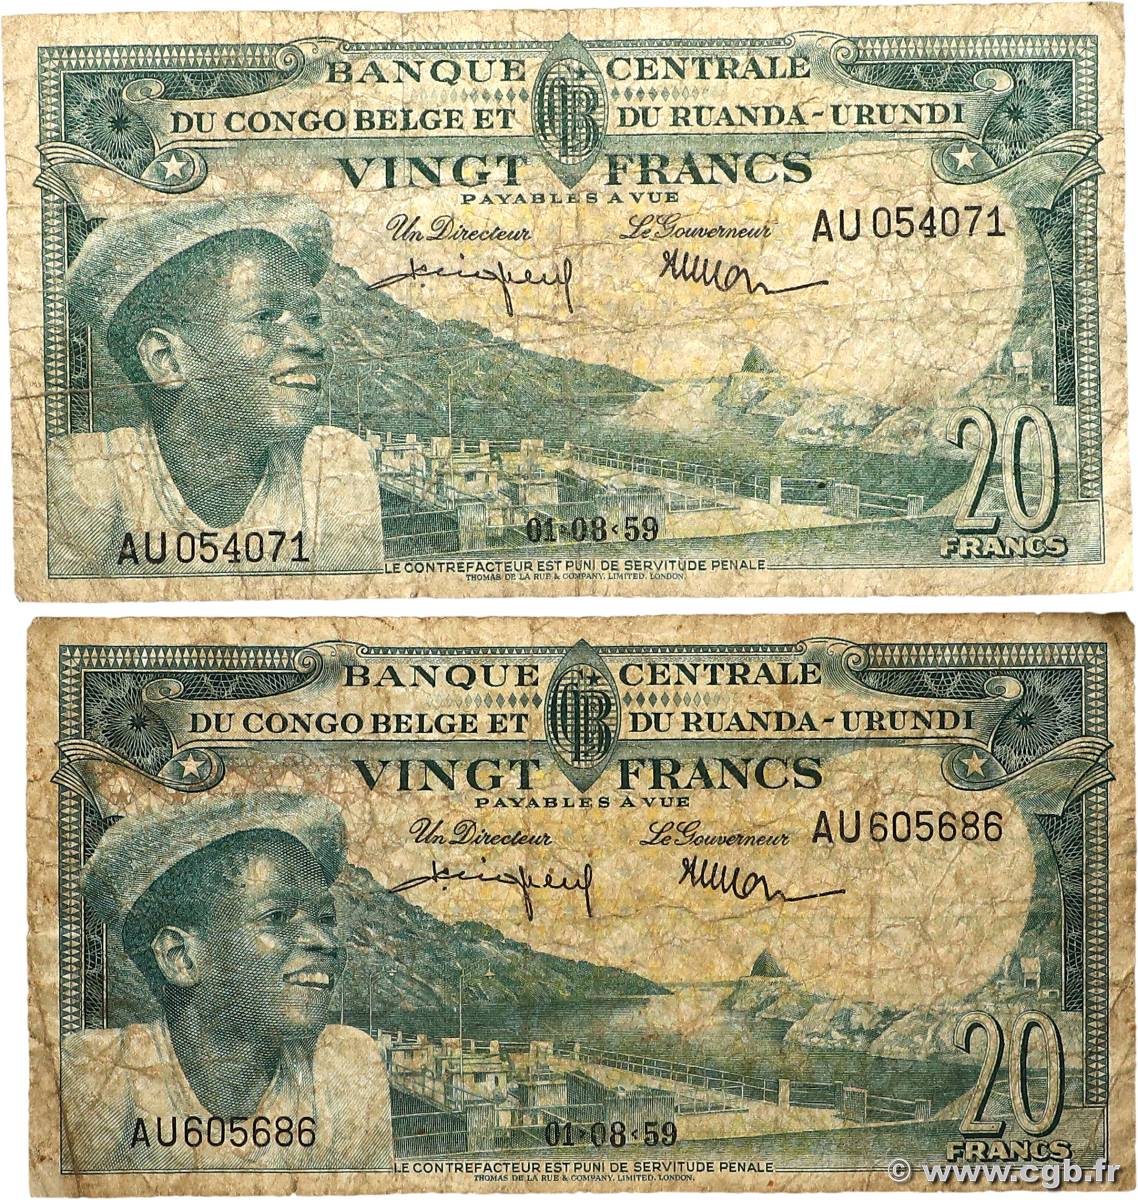 BANQUE CENTRALE
DU CONGO BELGE ET DU RUANDA-URUNDI
VINGT FRANCS
PAYABLES A VUE
Un Directeur Le Gouverneur AU 054071
20
AU 054071 01-08-59 FRANCS
LE CONTREFACTEUR EST PUNI DE SERVITUDE PENALE
THOMAS DE LA RUE & COMPANY, LIMITED, LONDON.
BANQUE CENTRALE
DU CONGO BELGE ET DU RUANDA-URUNDI
VINGT FRANCS
PAYABLES A VUE
Un Directeur Le Gouverneur AU 605686
20
AU 605686 01-08-59 FRANCS
LE CONTREFACTEUR EST PUNI DE SERVITUDE PENALE
THOMAS DE LA RUE & COMPANY, LIMITED, LONDON.
© www.cgb.fr